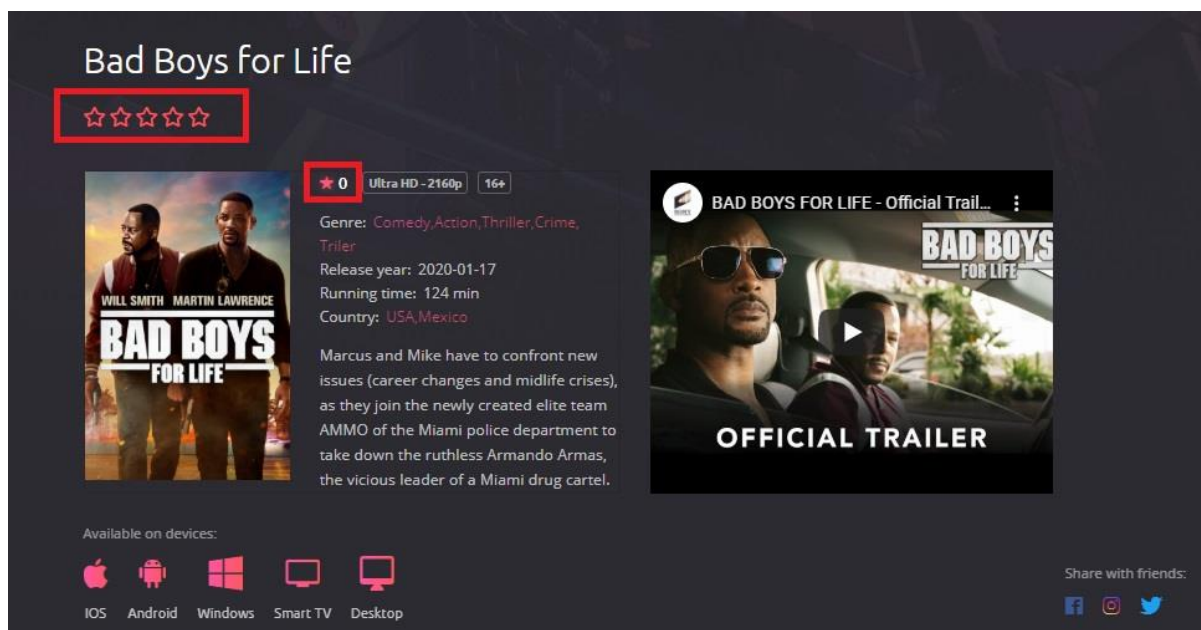 Bad Boys for Life
0 Ultra HD - 2160p 16+
Genre: Comedy,Action,Thriller,Crime,
Triler
Release year: 2020-01-17
Running time: 124 min
Country: USA,Mexico
Marcus and Mike have to confront new
issues (career changes and midlife crises),
as they join the newly created elite team
AMMO of the Miami police department to
take down the ruthless Armando Armas,
the vicious leader of a Miami drug cartel.
WILL SMITH MARTIN LAWRENCE
BAD BOYS
FOR LIFE
BAD BOYS FOR LIFE - Official Trail...
BAD BOYS
FOR LIFE
OFFICIAL TRAILER
Available on devices:
IOS Android Windows Smart TV Desktop
Share with friends: